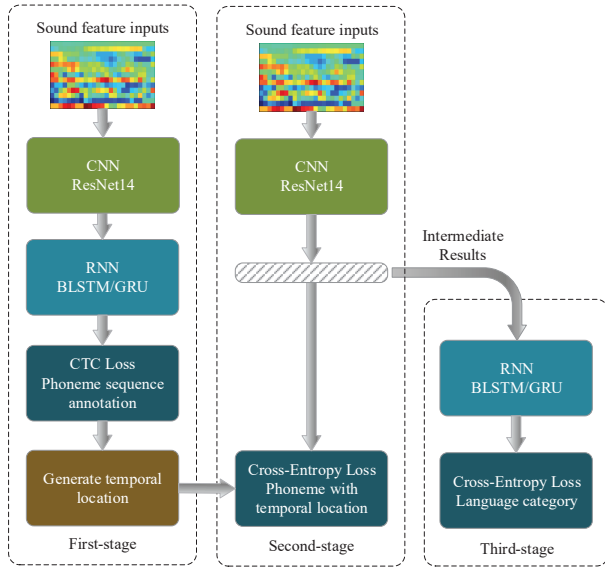 Sound feature inputs
CNN
ResNet14
RNN
BLSTM/GRU
CTC Loss
Phoneme sequence
annotation
Generate temporal
location
First-stage
Sound feature inputs
CNN
ResNet14
Cross-Entropy Loss
Phoneme with
temporal location
Second-stage
Intermediate
Results
RNN
BLSTM/GRU
Cross-Entropy Loss
Language category
Third-stage